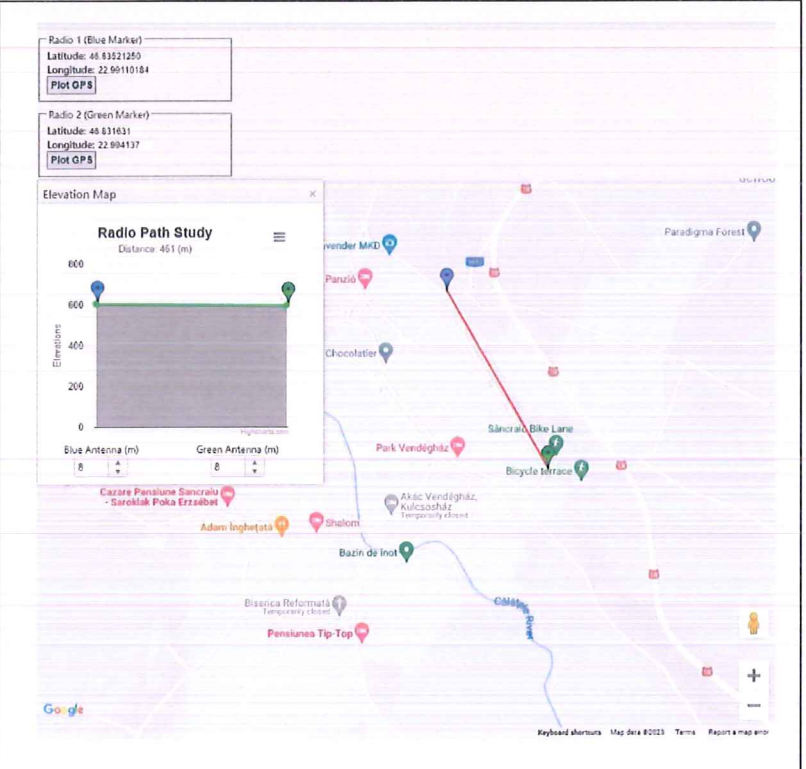 Radio 1 (Blue Marker)
Latitude: 46.83521250
Longitude: 22.99110184
Plot GPS
Radio 2 (Green Marker)
Latitude: 46.831631
Longitude: 22.994137
Plot GPS
Elevation Map
×
Radio Path Study
Distance: 461 (m)
800
600
400
200
0
Elevations
Highcharts.com
Blue Antenna (m)
Green Antenna (m)
8
8
vender MKD
Paradigma Forest
Panzió
Chocolatier
Sâncraiu Bike Lane
Park Vendégház
Bicycle terrace
Cazare Pensiune Sancraiu
- Saroklak Poka Erzsébet
Akác Vendégház,
Kulcsosház
Temporarily closed
Adam Înghețată
Shalom
Bazin de înot
Biserica Reformată
Temporarily closed
Pensiunea Tip-Top
River
Google
Keyboard shortcuts Map data ©2023 Terms Report a map error